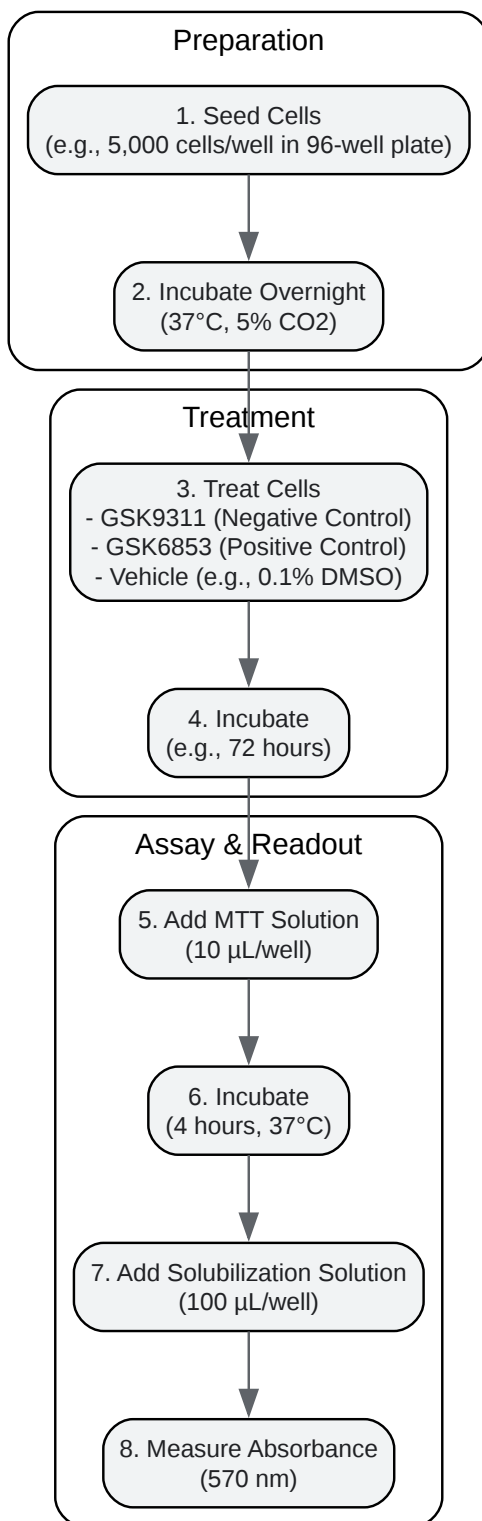 Preparation
1. Seed Cells
(e.g., 5,000 cells/well in 96-well plate)
2. Incubate Overnight
(37°C, 5% CO2)
Treatment
3. Treat Cells
- GSK9311 (Negative Control)
- GSK6853 (Positive Control)
- Vehicle (e.g., 0.1% DMSO)
4. Incubate
(e.g., 72 hours)
Assay & Readout
5. Add MTT Solution
(10 µL/well)
6. Incubate
(4 hours, 37°C)
7. Add Solubilization Solution
(100 µL/well)
8. Measure Absorbance
(570 nm)